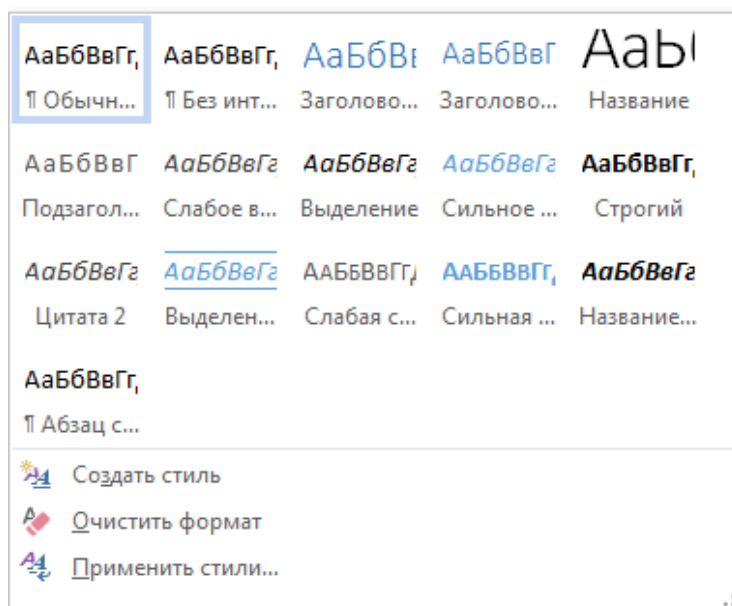 АаБбВвГг, АаБбВвГг, АаБбВв АаБбВвГ Ааb
¶ Обычн... ¶ Без инт... Заголово... Заголово... Название
АаБбВвГ АаБбВвГг АаБбВвГг АаБбВвГг АаБбВвГг,
Подзагол... Слабое в... Выделение Сильное ... Строгий
АаБбВвГг АаБбВвГг АаБбВвГг, АаБбВвГг, АаБбВвГг
Цитата 2 Выделен... Слабая с... Сильная ... Название...
АаБбВвГг,
¶ Абзац с...
Создать стиль
Очистить формат
Применить стили...